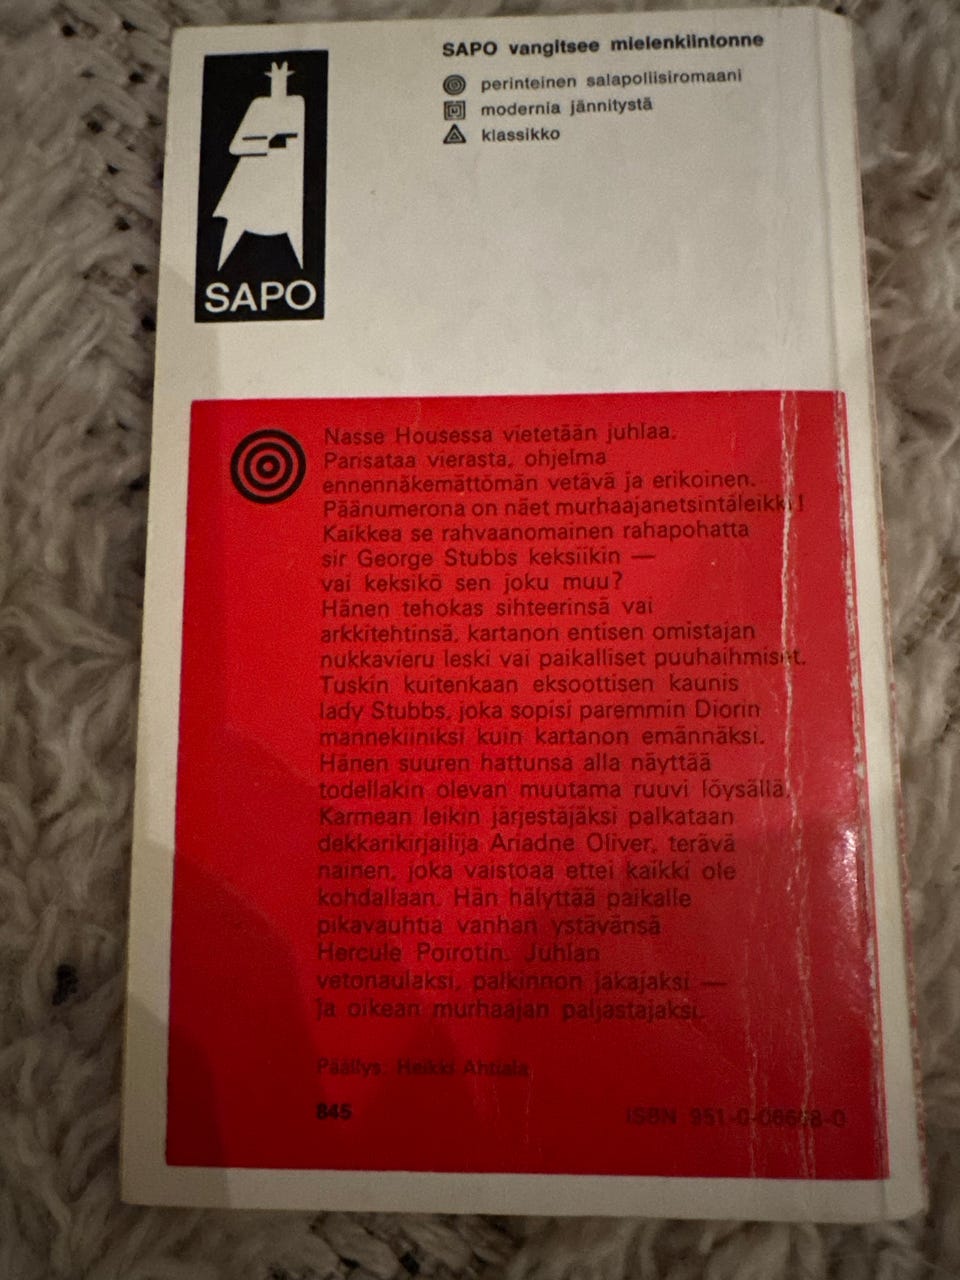 SAPO vangitsee mielenkiintonne
perinteinen salapoliisiromaani
modernia jännitystä
klassikko
SAPO
Nasse Housessa vietetään juhlaa.
Parisataa vierasta, ohjelma
ennennäkemättömän vetävä ja erikoinen.
Päänumerona on näet murhaajanetsintäleikki!
Kaikkea se rahvaanomainen rahapohatta
sir George Stubbs keksiikin —
vai keksikö sen joku muu?
Hänen tehokas sihteerinsä vai
arkkitehtinsä, kartanon entisen omistajan
nukkavieru leski vai paikalliset puuhaihmiset.
Tuskin kuitenkaan eksoottisen kaunis
lady Stubbs, joka sopisi paremmin Diorin
mannekiiniksi kuin kartanon emännäksi.
Hänen suuren hattunsa alla näyttää
todellakin olevan muutama ruuvi löysällä.
Karmean leikin järjestäjäksi palkataan
dekkarikirjailija Ariadne Oliver, terävä
nainen, joka vaistoaa ettei kaikki ole
kohdallaan. Hän hälyttää paikalle
pikavauhtia vanhan ystävänsä
Hercule Poirotin. Juhlan
vetonaulaksi, palkinnon jakajaksi —
ja oikean murhaajan paljastajaksi.
Päällys: Heikki Ahtiala
845
ISBN